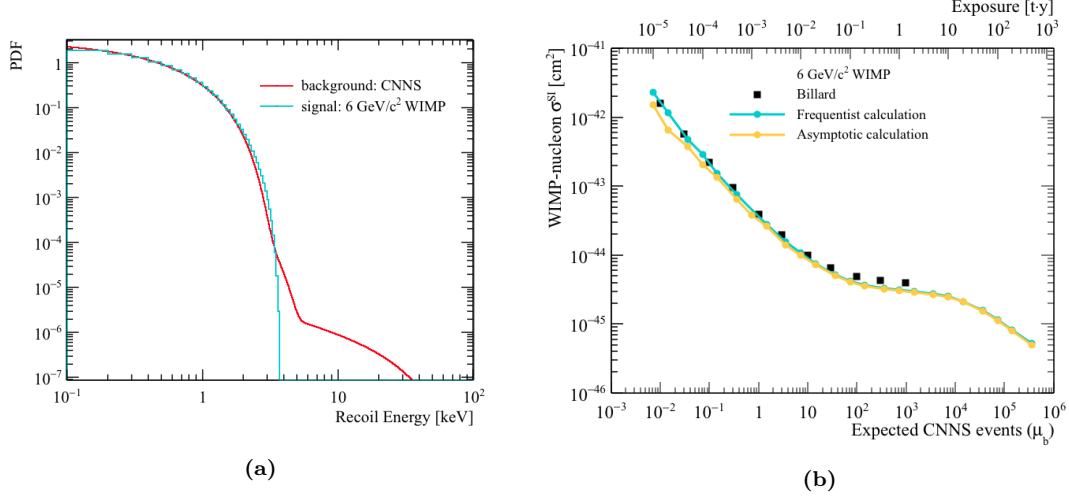 PDF
1
10⁻¹
10⁻²
10⁻³
10⁻⁴
10⁻⁵
10⁻⁶
10⁻⁷
background: CNNS
signal: 6 GeV/c² WIMP
10⁻¹ 1 10 10²
Recoil Energy [keV]
(a)
Exposure [t·y]
10⁻⁵ 10⁻⁴ 10⁻³ 10⁻² 10⁻¹ 1 10 10² 10³
WIMP-nucleon σ^SI [cm²]
10⁻⁴¹
10⁻⁴²
10⁻⁴³
10⁻⁴⁴
10⁻⁴⁵
10⁻⁴⁶
6 GeV/c² WIMP
Billard
Frequentist calculation
Asymptotic calculation
10⁻³ 10⁻² 10⁻¹ 1 10 10² 10³ 10⁴ 10⁵ 10⁶
Expected CNNS events (μ_b)
(b)